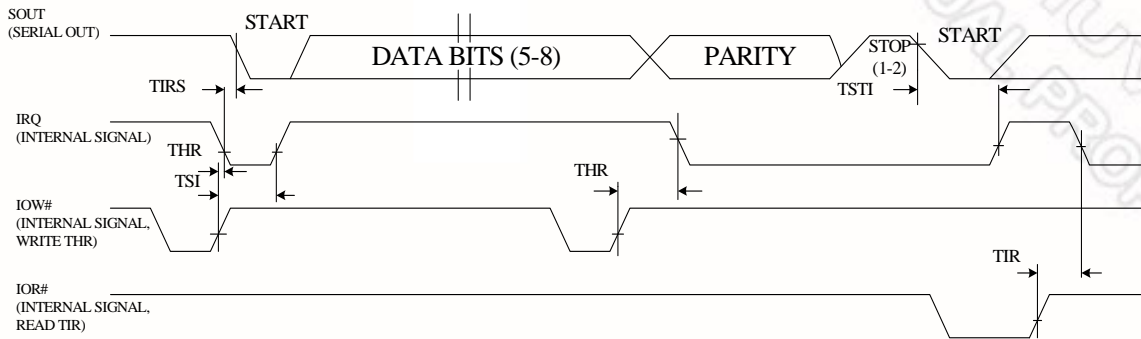 SOUT
(SERIAL OUT)
START
DATA BITS (5-8)
PARITY
STOP
(1-2)
START
TIRS
TSTI
IRQ
(INTERNAL SIGNAL)
THR
TSI
THR
IOW#
(INTERNAL SIGNAL,
WRITE THR)
TIR
IOR#
(INTERNAL SIGNAL,
READ TIR)